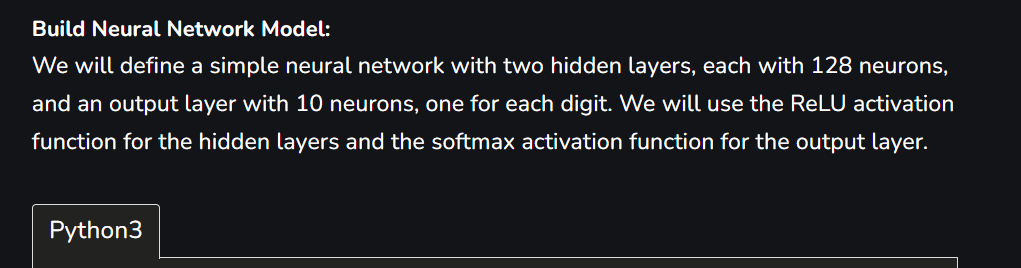 Build Neural Network Model:
We will define a simple neural network with two hidden layers, each with 128 neurons,
and an output layer with 10 neurons, one for each digit. We will use the ReLU activation
function for the hidden layers and the softmax activation function for the output layer.
Python3